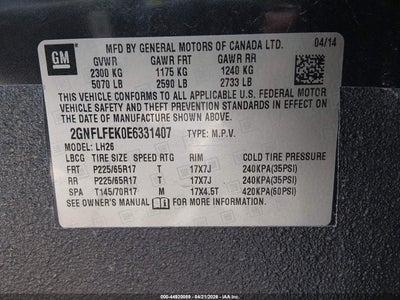 GM
MFD BY GENERAL MOTORS OF CANADA LTD. 04/14
GVWR GAWR FRT GAWR RR
2300 KG 1175 KG 1240 KG
5070 LB 2590 LB 2733 LB
THIS VEHICLE CONFORMS TO ALL APPLICABLE U.S. FEDERAL
MOTOR VEHICLE SAFETY AND THEFT PREVENTION STANDARDS
IN EFFECT ON THE DATE OF MANUFACTURE SHOWN ABOVE.
2GNFLFEK0E6331407 TYPE: M.P.V.
MODEL: LH26
LBCG TIRE SIZE SPEED RTG RIM COLD TIRE PRESSURE
FRT P225/65R17 T 17X7J 240KPA(35PSI)
RR P225/65R17 T 17X7J 240KPA(35PSI)
SPA T145/70R17 M 17X4.5T 420KPA(60PSI)
SEE OWNER'S MANUAL FOR MORE INFORMATION.
000-44920089 - 04/21/2026 - iaai.com